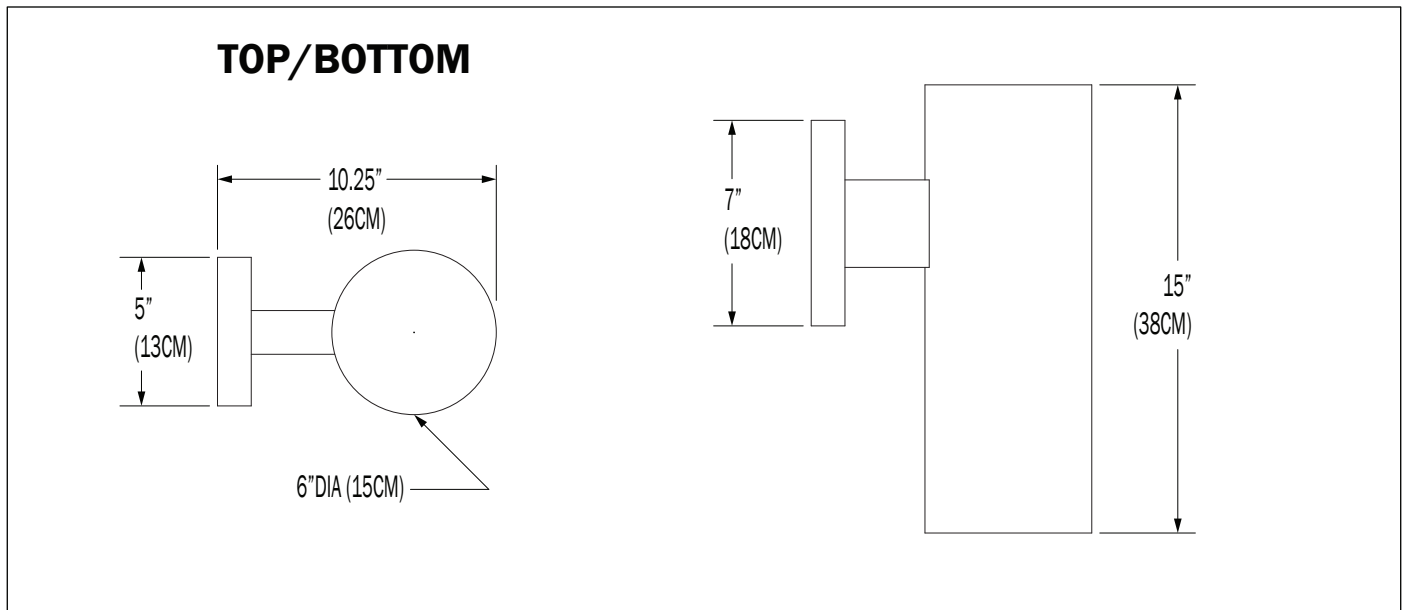 TOP/BOTTOM
10.25”
(26CM)
5”
(13CM)
6”DIA (15CM)
7”
(18CM)
15”
(38CM)